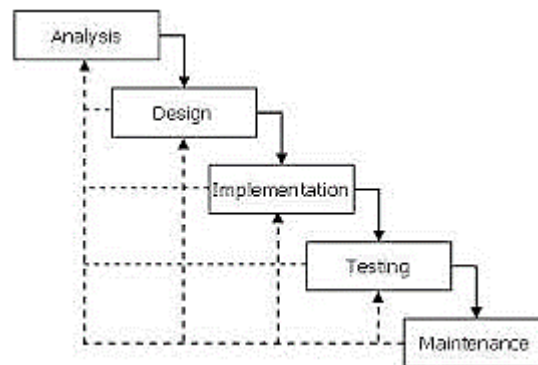 Analysis
Design
Implementation
Testing
Maintenance